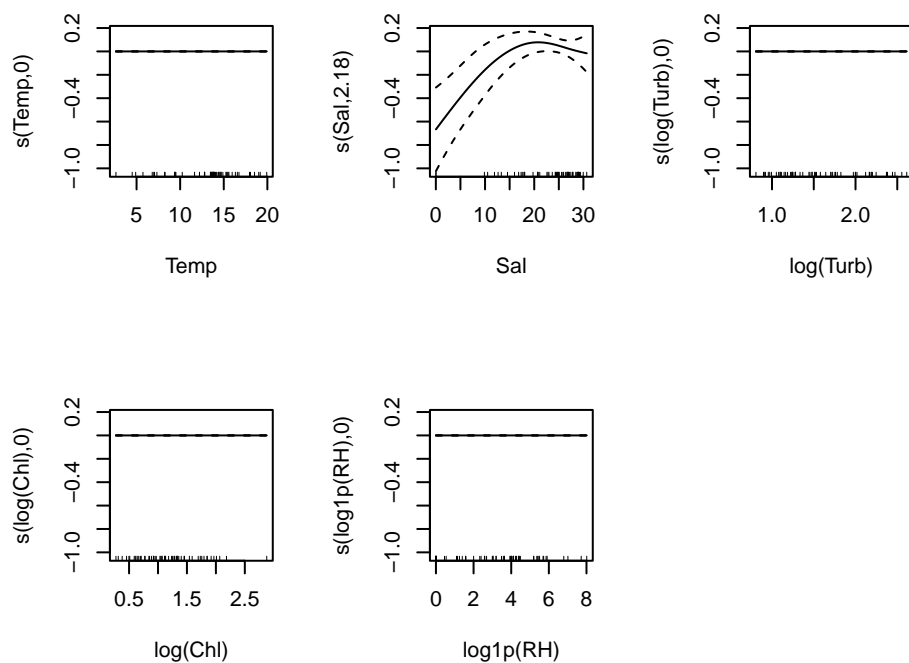 s(Temp,0)
0.2
−0.4
−1.0
5 10 15 20
Temp
s(Sal,2.18)
0.2
−0.4
−1.0
0 10 20 30
Sal
s(log(Turb),0)
0.2
−0.4
−1.0
1.0 2.0
log(Turb)
s(log(Chl),0)
0.2
−0.4
−1.0
0.5 1.5 2.5
log(Chl)
s(log1p(RH),0)
0.2
−0.4
−1.0
0 2 4 6 8
log1p(RH)